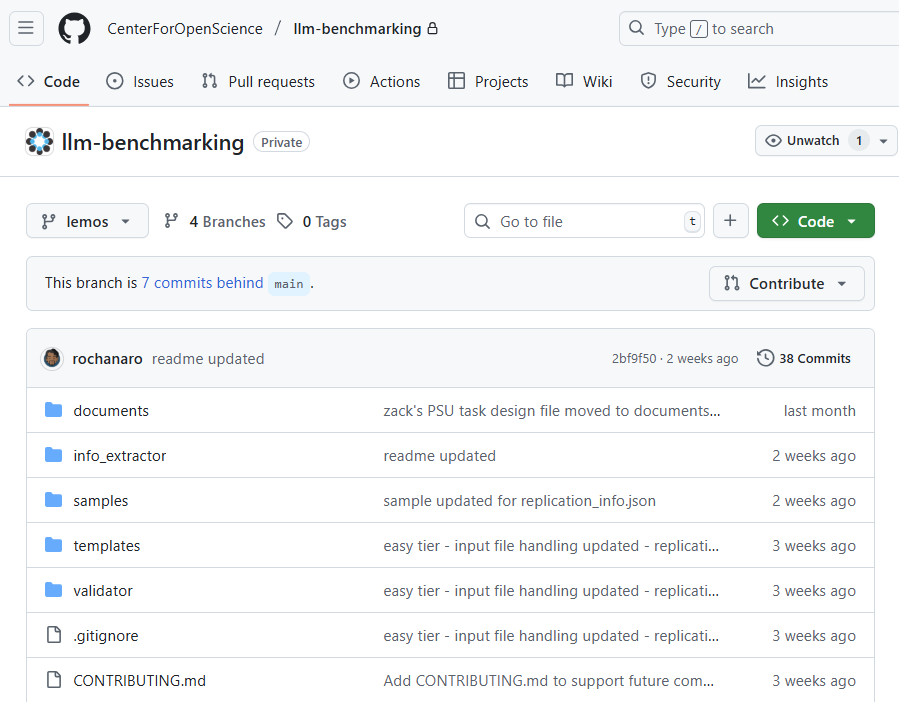 CenterForOpenScience / llm-benchmarking Type / to search
Code Issues Pull requests Actions Projects Wiki Security Insights
llm-benchmarking Private Unwatch 1
lemos 4 Branches 0 Tags Go to file t + Code
This branch is 7 commits behind main . Contribute
rochanaro readme updated 2bf9f50 · 2 weeks ago 38 Commits
documents zack's PSU task design file moved to documents... last month
info_extractor readme updated 2 weeks ago
samples sample updated for replication_info.json 2 weeks ago
templates easy tier - input file handling updated - replicati... 3 weeks ago
validator easy tier - input file handling updated - replicati... 3 weeks ago
.gitignore easy tier - input file handling updated - replicati... 3 weeks ago
CONTRIBUTING.md Add CONTRIBUTING.md to support future com... 3 weeks ago